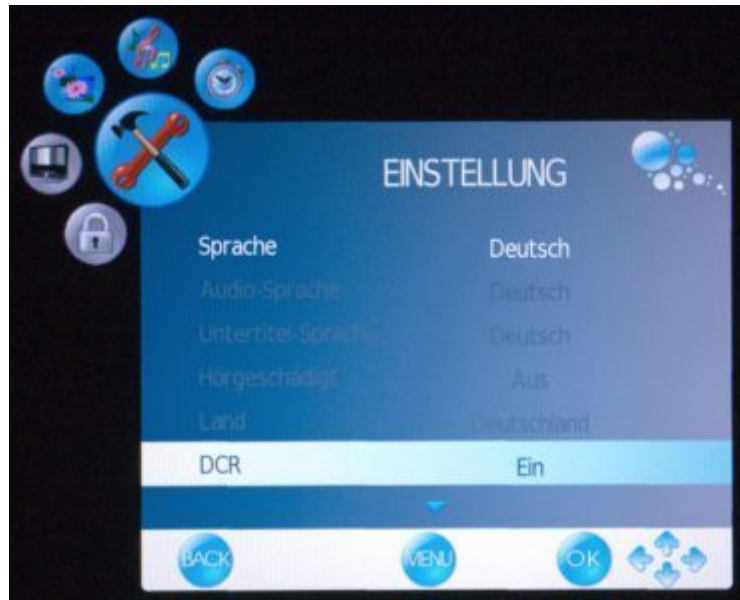 EINSTELLUNG
Sprache Deutsch
Audio-Sprache Deutsch
Untertitel-Sprache Deutsch
Hörgeschädigt Aus
Land Deutschland
DCR Ein
BACK MENU OK